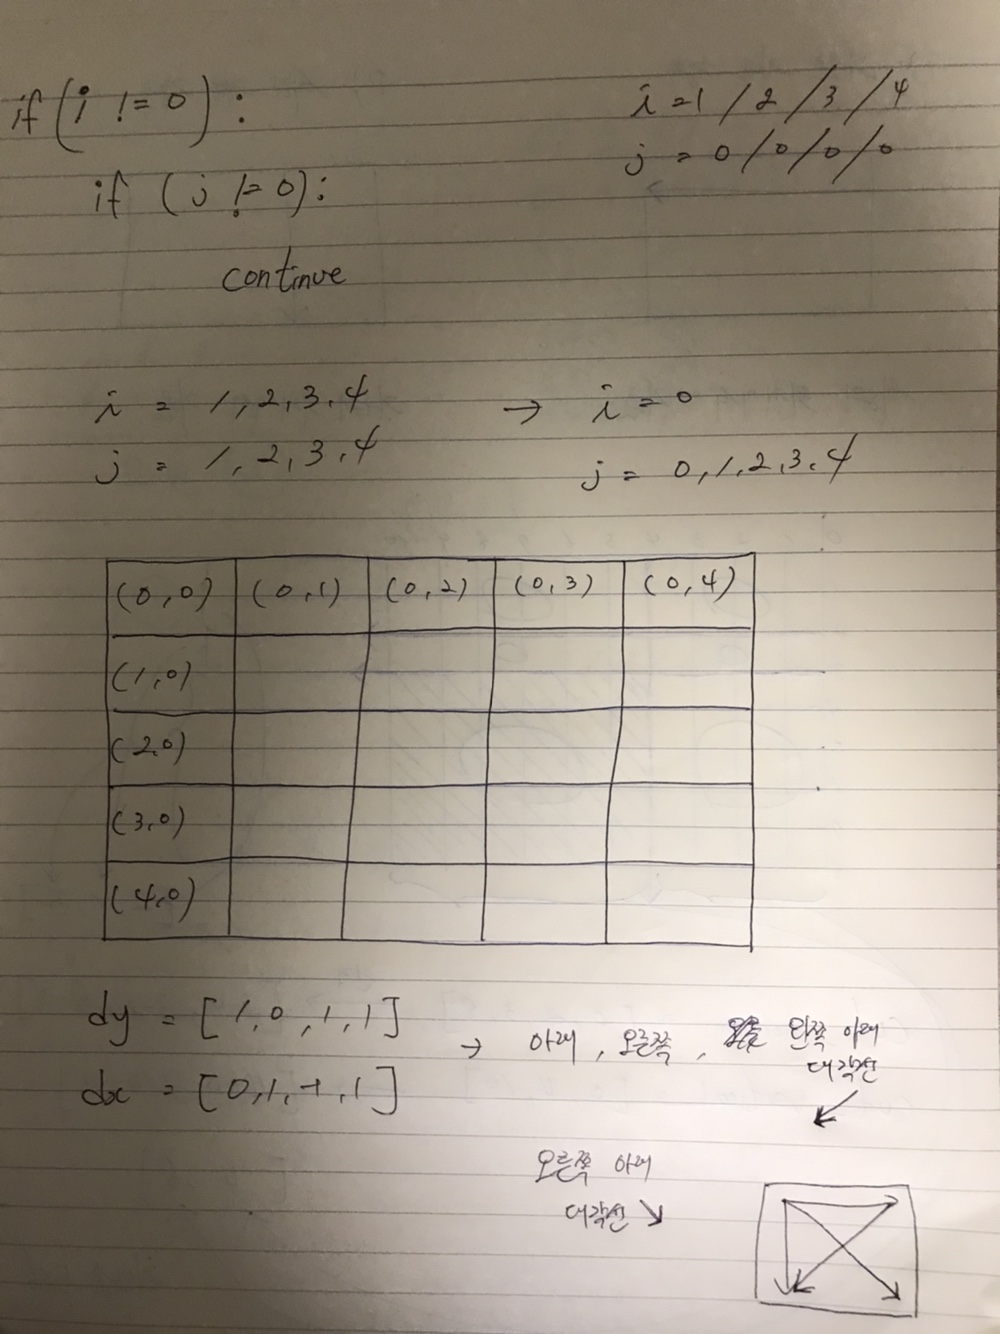 if (i != 0) :
if (j != 0):
continue
i = 1 / 2 / 3 / 4
j = 0 / 0 / 0 / 0
i = 1, 2, 3, 4 → i = 0
j = 1, 2, 3, 4 j = 0, 1, 2, 3, 4
(0,0) (0,1) (0,2) (0,3) (0,4)
(1,0)
(2,0)
(3,0)
(4,0)
dy = [1,0,1,1] → 아래, 오른쪽, 왼쪽 아래
대각선 ↙
dx = [0,1,-1,1]
오른쪽 아래
대각선 ↘